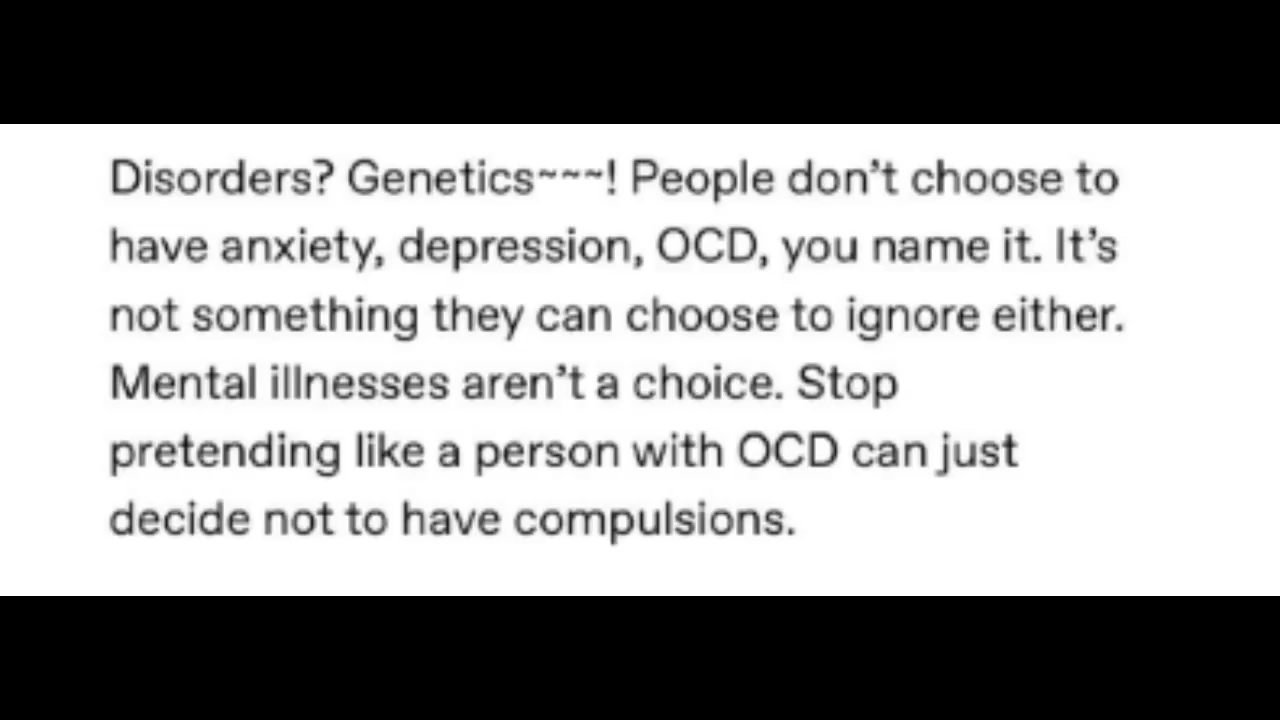 Disorders? Genetics~~~! People don’t choose to
have anxiety, depression, OCD, you name it. It’s
not something they can choose to ignore either.
Mental illnesses aren’t a choice. Stop
pretending like a person with OCD can just
decide not to have compulsions.